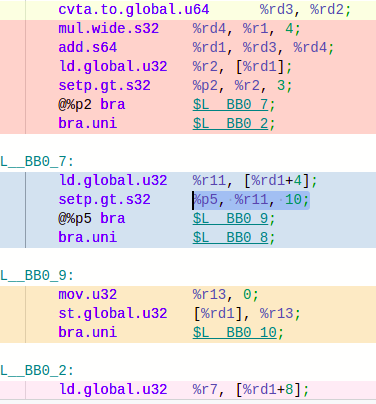 cvta.to.global.u64 %rd3, %rd2;
mul.wide.s32 %rd4, %r1, 4;
add.s64 %rd1, %rd3, %rd4;
ld.global.u32 %r2, [%rd1];
setp.gt.s32 %p2, %r2, 3;
@%p2 bra $L__BB0_7;
bra.uni $L__BB0_2;
L__BB0_7:
ld.global.u32 %r11, [%rd1+4];
setp.gt.s32 %p5, %r11, 10;
@%p5 bra $L__BB0_9;
bra.uni $L__BB0_8;
L__BB0_9:
mov.u32 %r13, 0;
st.global.u32 [%rd1], %r13;
bra.uni $L__BB0_10;
L__BB0_2:
ld.global.u32 %r7, [%rd1+8];